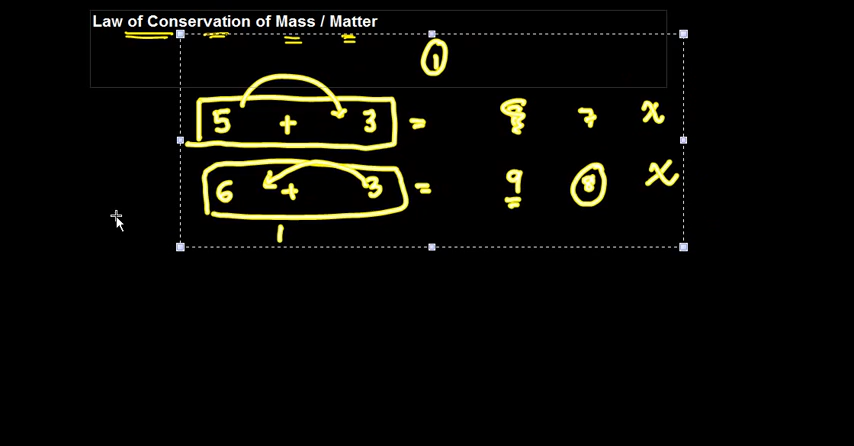 Law of Conservation of Mass / Matter
1
5 + 3 = 8 7 x
6 + 3 = 9 8 x
1